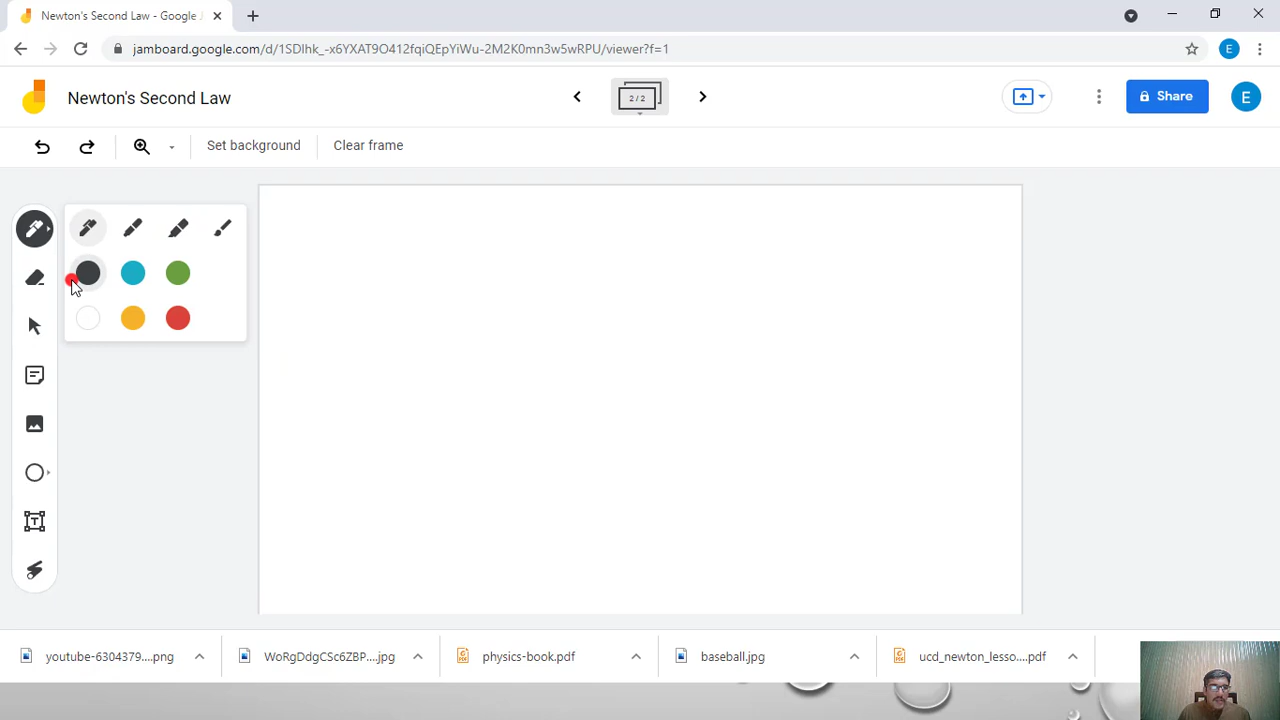 Newton's Second Law - Google J
jamboard.google.com/d/1SDlhk_-x6YXAT9O412fqiQEpYiWu-2M2K0mn3w5wRPU/viewer?f=1
E
Newton's Second Law
2 / 2
Share
E
Set background
Clear frame
youtube-6304379....png
WoRgDdgCSc6ZBP....jpg
physics-book.pdf
baseball.jpg
ucd_newton_lesso....pdf